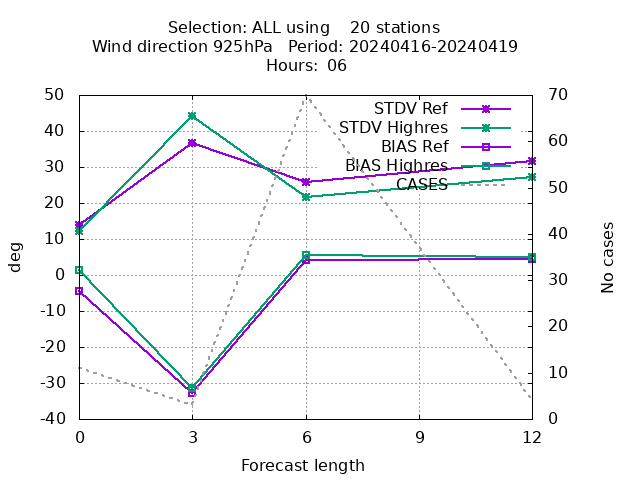 Selection: ALL using    20 stations
Wind direction 925hPa   Period: 20240416-20240419
Hours: 06
50
40
30
20
10
0
-10
-20
-30
-40
deg
STDV Ref
STDV Highres
BIAS Ref
BIAS Highres
CASES
70
60
50
40
30
20
10
0
No cases
0 3 6 9 12
Forecast length